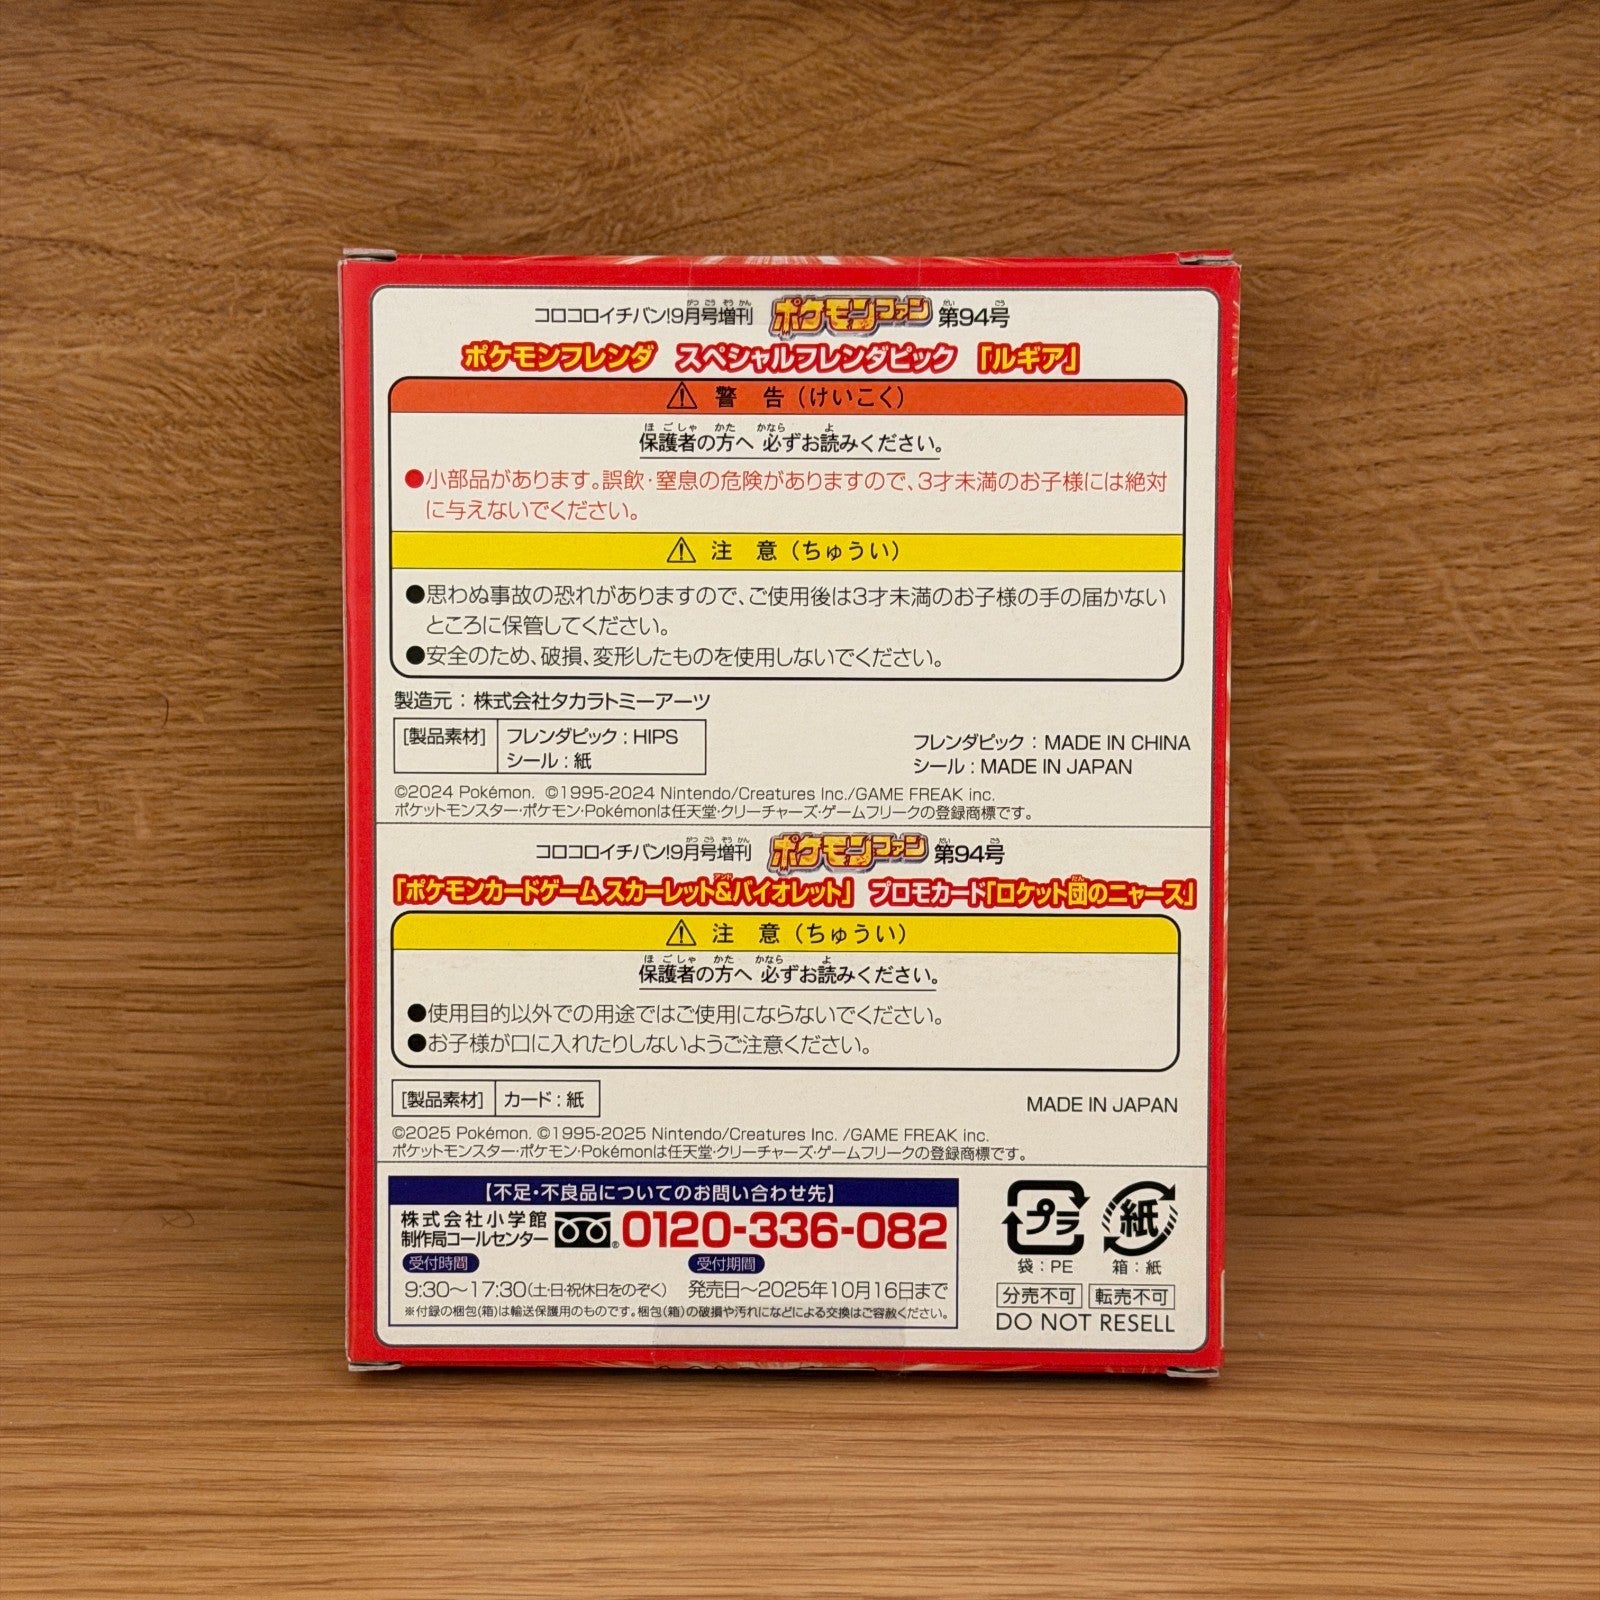 コロコロイチバン!9月号増刊 ポケモンファン 第94号
ポケモンフレンダ スペシャルフレンダピック 「ルギア」
⚠ 警 告 (けいこく)
保護者の方へ 必ずお読みください。
●小部品があります。誤飲・窒息の危険がありますので、3才未満のお子様には絶対
に与えないでください。
⚠ 注 意 (ちゅうい)
●思わぬ事故の恐れがありますので、ご使用後は3才未満のお子様の手の届かない
ところに保管してください。
●安全のため、破損、変形したものを使用しないでください。
製造元 : 株式会社タカラトミーアーツ
[製品素材] フレンダピック : HIPS
シール : 紙
フレンダピック : MADE IN CHINA
シール : MADE IN JAPAN
©2024 Pokémon. ©1995-2024 Nintendo/Creatures Inc./GAME FREAK inc.
ポケットモンスター・ポケモン・Pokémonは任天堂・クリーチャーズ・ゲームフリークの登録商標です。
コロコロイチバン!9月号増刊 ポケモンファン 第94号
「ポケモンカードゲーム スカーレット&バイオレット」 プロモカード「ロケット団のニャース」
⚠ 注 意 (ちゅうい)
保護者の方へ 必ずお読みください。
●使用目的以外での用途ではご使用にならないでください。
●お子様が口に入れたりしないようご注意ください。
[製品素材] カード : 紙
MADE IN JAPAN
©2025 Pokémon. ©1995-2025 Nintendo/Creatures Inc. /GAME FREAK inc.
ポケットモンスター・ポケモン・Pokémonは任天堂・クリーチャーズ・ゲームフリークの登録商標です。
【不足・不良品についてのお問い合わせ先】
株式会社小学館
制作局コールセンター
0120-336-082
受付時間
9:30〜17:30(土・日・祝休日をのぞく)
受付期間
発売日〜2025年10月16日まで
※付録の梱包(箱)は輸送保護用のものです。梱包(箱)の破損や汚れになどによる交換はご容赦ください。
プラ
袋 : PE
紙
箱 : 紙
分売不可 転売不可
DO NOT RESELL